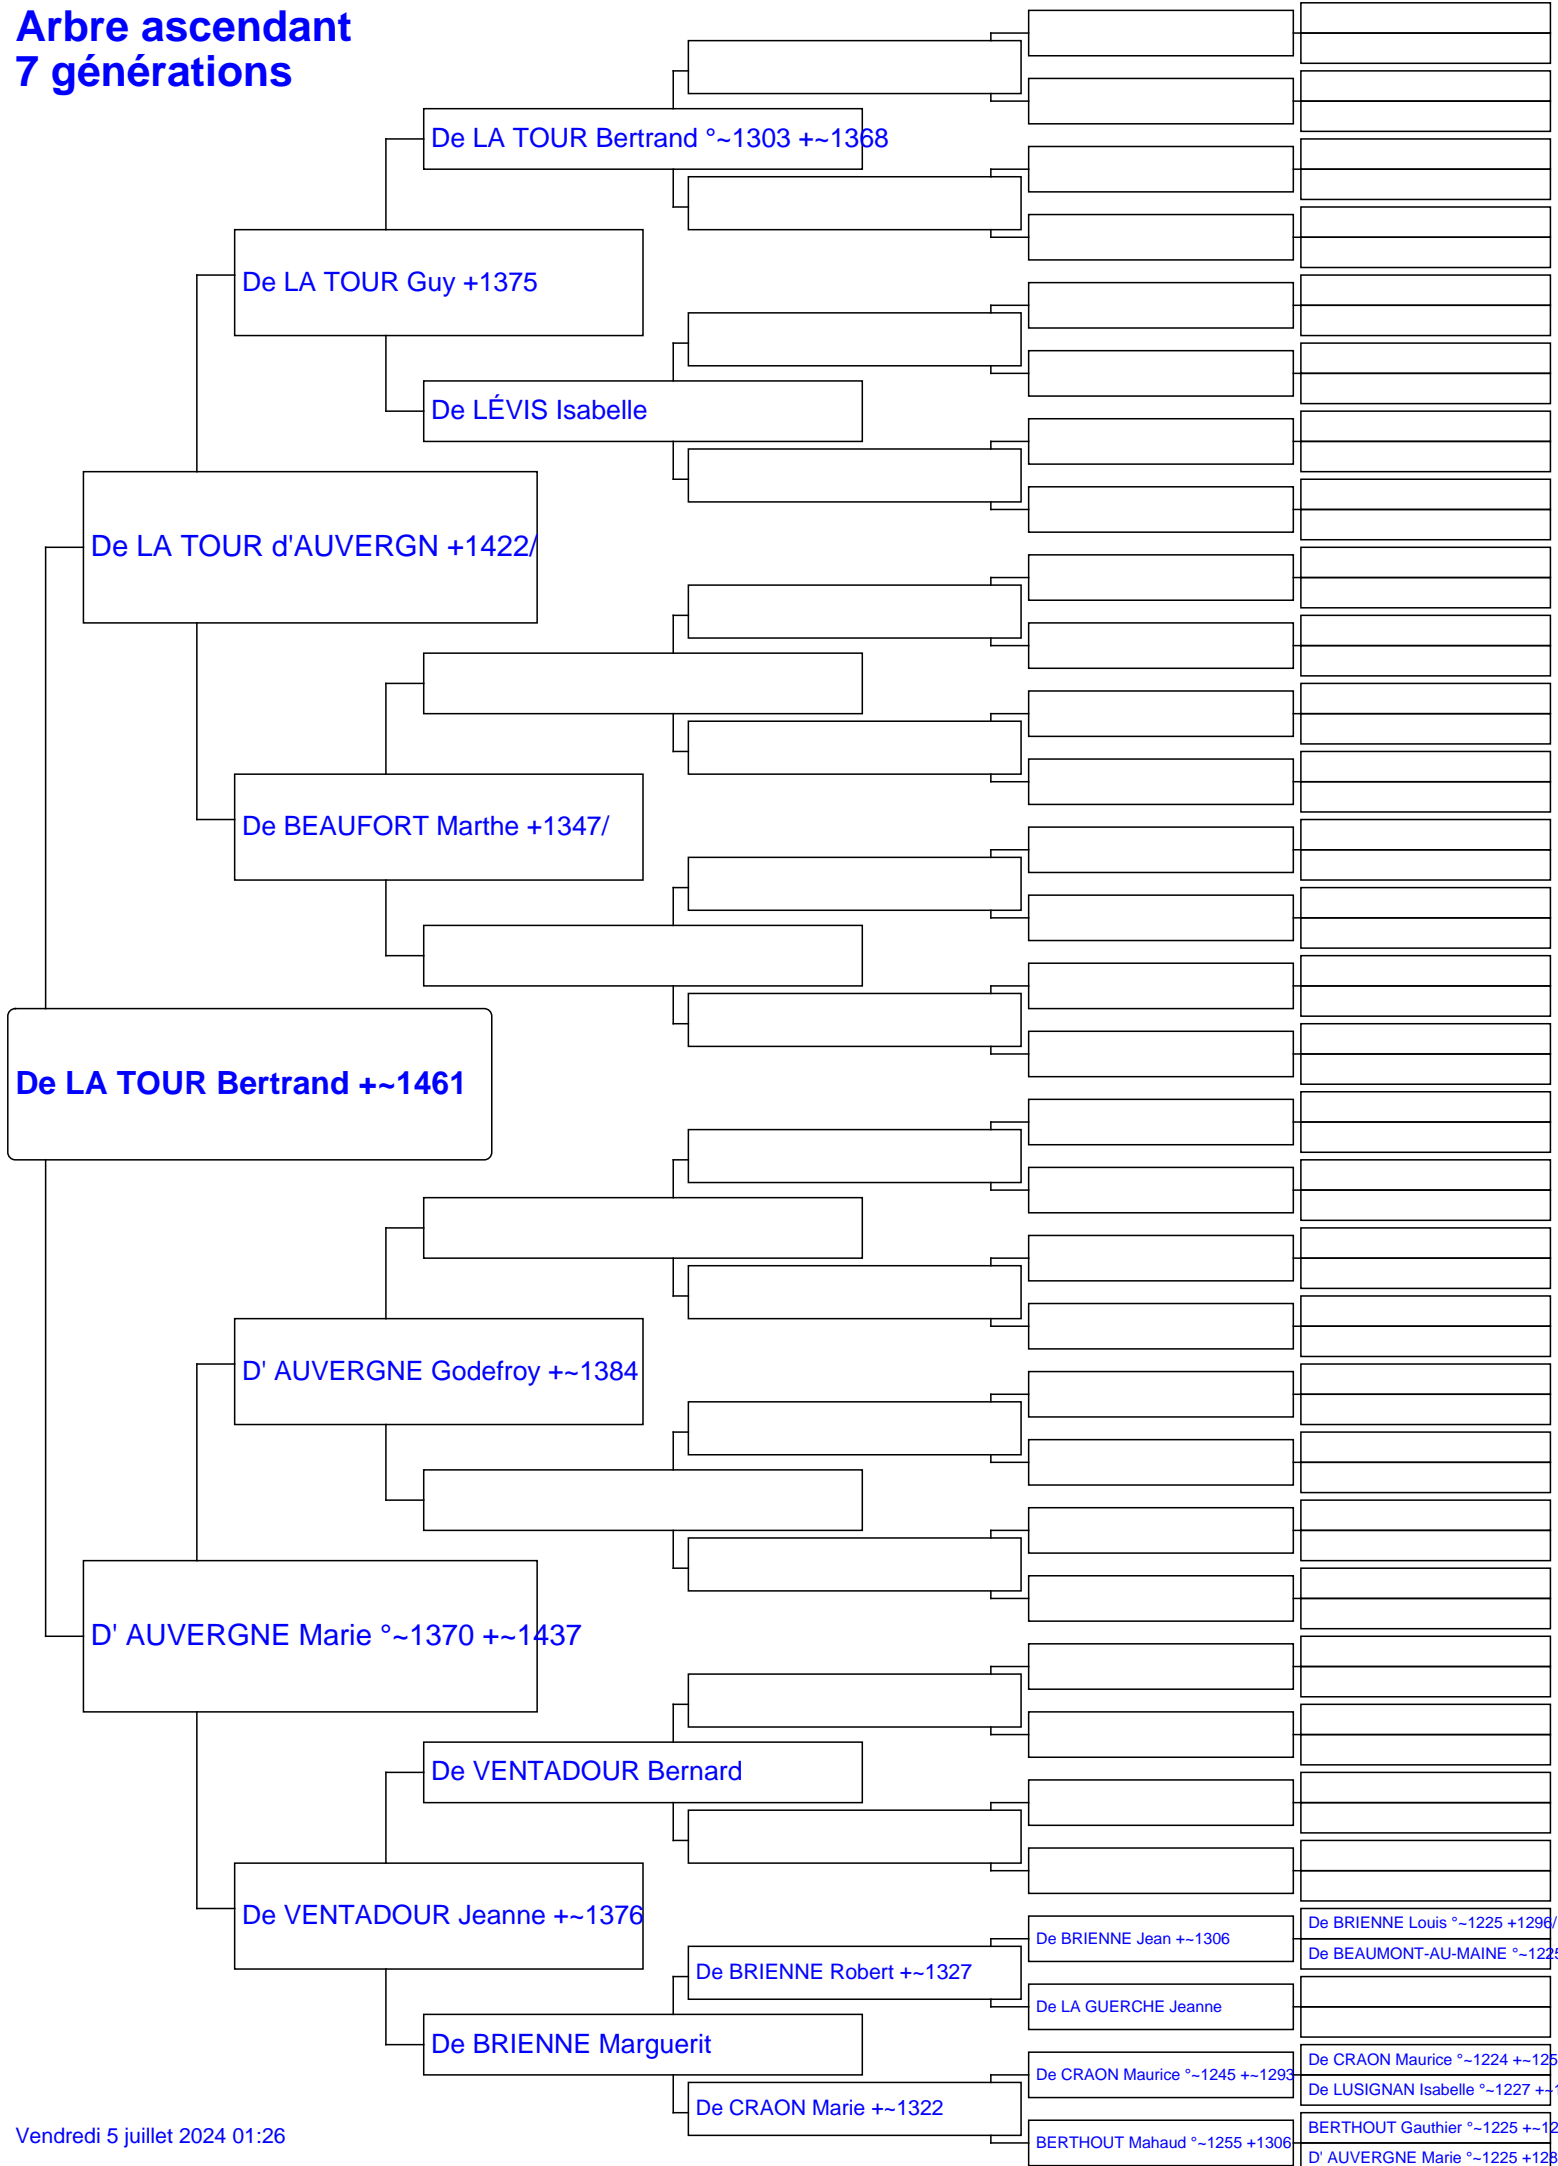 Arbre ascendant
7 générations
De LA TOUR Bertrand °~1303 +~1368
De LA TOUR Guy +1375
De LÉVIS Isabelle
De LA TOUR d'AUVERGN +1422/
De BEAUFORT Marthe +1347/
De LA TOUR Bertrand +~1461
D' AUVERGNE Godefroy +~1384
D' AUVERGNE Marie °~1370 +~1437
De VENTADOUR Bernard
De VENTADOUR Jeanne +~1376
De BRIENNE Louis °~1225 +1296/
De BRIENNE Jean +~1306
De BEAUMONT-AU-MAINE °~1225
De BRIENNE Robert +~1327
De LA GUERCHE Jeanne
De BRIENNE Marguerit
De CRAON Maurice °~1224 +~125
De CRAON Maurice °~1245 +~1293
De LUSIGNAN Isabelle °~1227 +~1
De CRAON Marie +~1322
BERTHOUT Gauthier °~1225 +~12
BERTHOUT Mahaud °~1255 +1306
D' AUVERGNE Marie °~1225 +128
Vendredi 5 juillet 2024 01:26